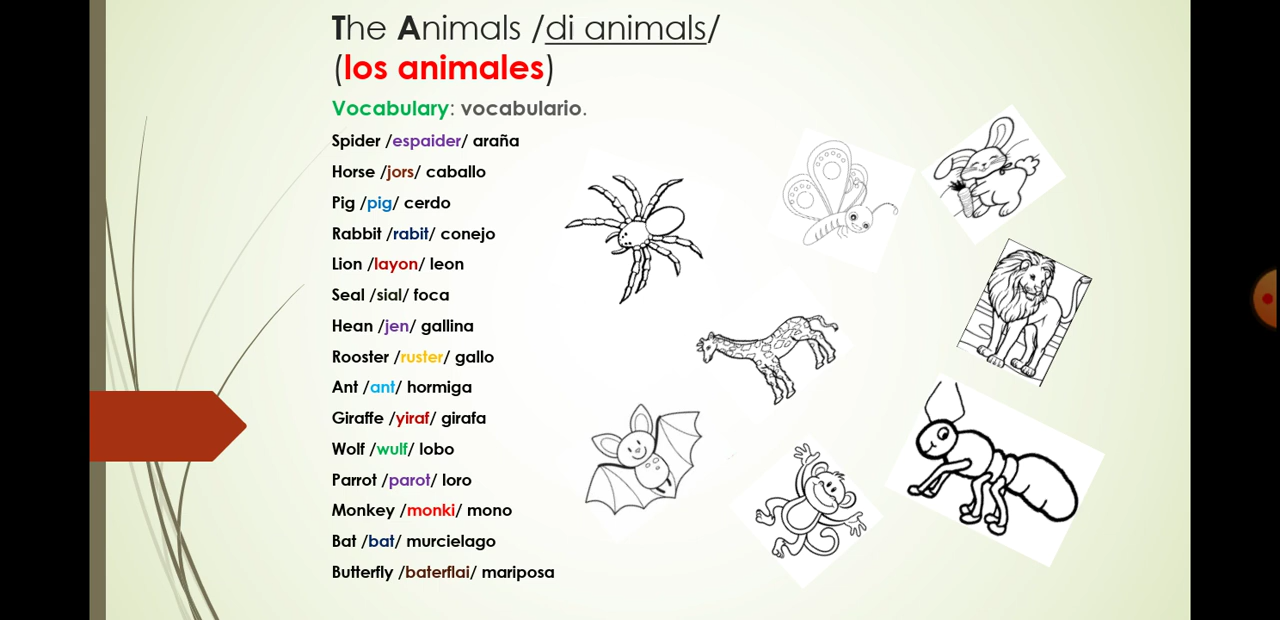 The Animals /di animals/
(los animales)
Vocabulary: vocabulario.
Spider /espaider/ araña
Horse /jors/ caballo
Pig /pig/ cerdo
Rabbit /rabit/ conejo
Lion /layon/ leon
Seal /sial/ foca
Hean /jen/ gallina
Rooster /ruster/ gallo
Ant /ant/ hormiga
Giraffe /yiraf/ girafa
Wolf /wulf/ lobo
Parrot /parot/ loro
Monkey /monki/ mono
Bat /bat/ murcielago
Butterfly /baterflai/ mariposa